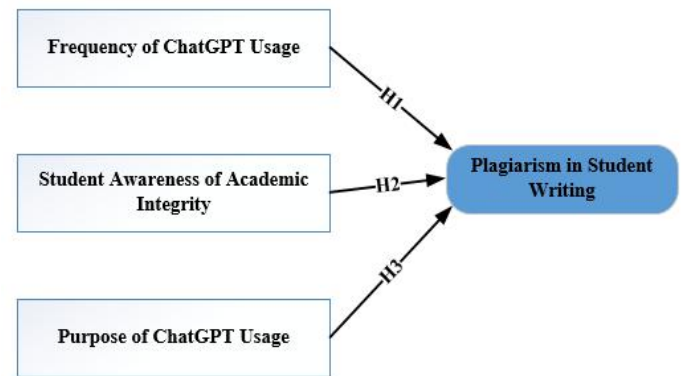 Frequency of ChatGPT Usage
H1
Student Awareness of Academic
Integrity
H2
Plagiarism in Student
Writing
H3
Purpose of ChatGPT Usage